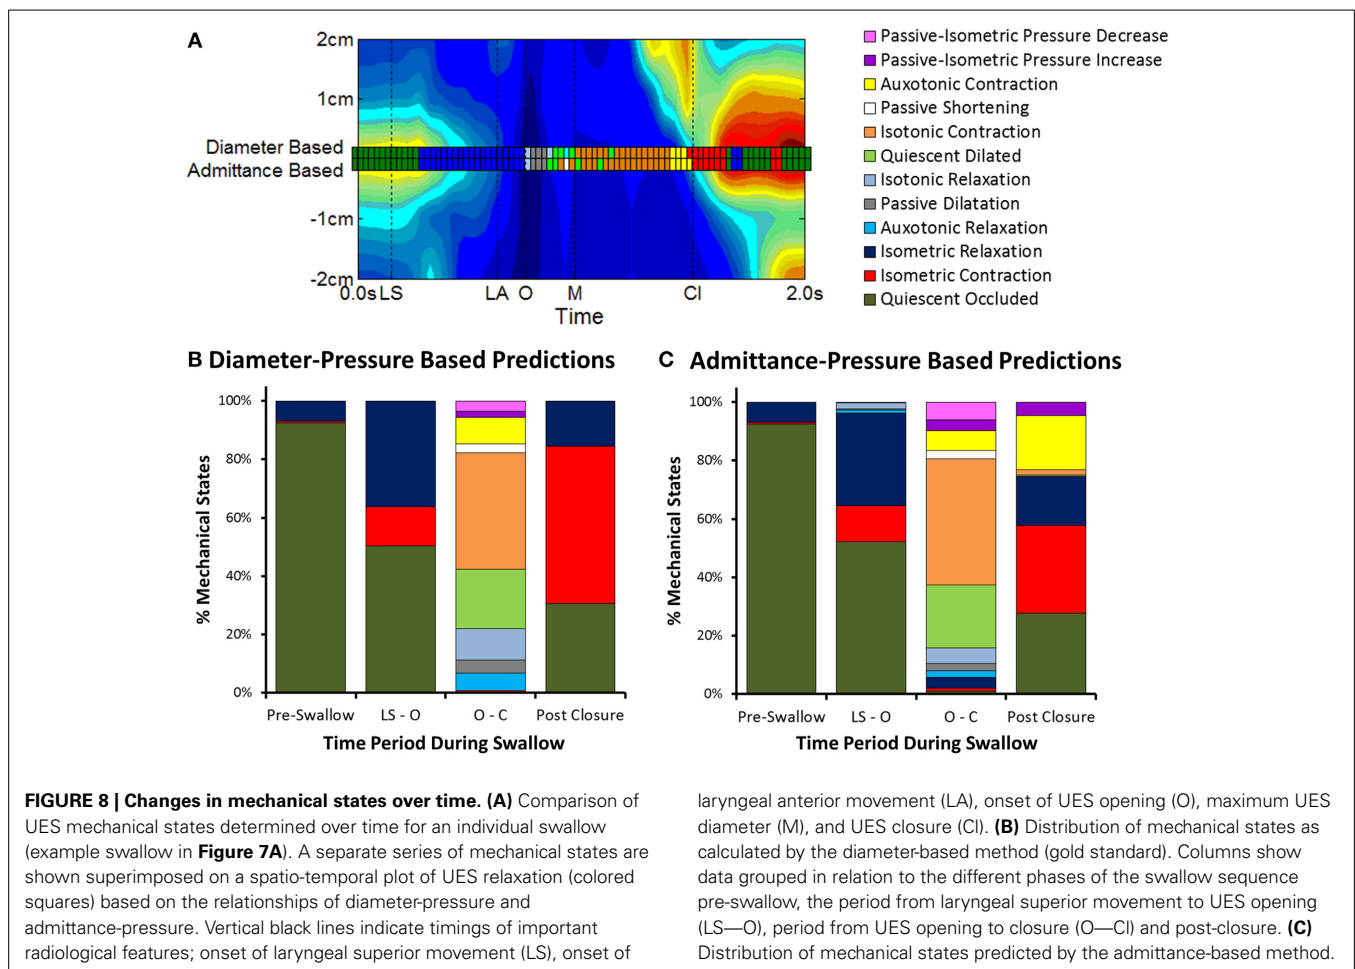 A
2cm
1cm
Diameter Based
Admittance Based
-1cm
-2cm
0.0s LS LA O M Cl 2.0s
Time
Passive-Isometric Pressure Decrease
Passive-Isometric Pressure Increase
Auxotonic Contraction
Passive Shortening
Isotonic Contraction
Quiescent Dilated
Isotonic Relaxation
Passive Dilatation
Auxotonic Relaxation
Isometric Relaxation
Isometric Contraction
Quiescent Occluded
B Diameter-Pressure Based Predictions
% Mechanical States
100%
80%
60%
40%
20%
0%
Pre-Swallow LS - O O - C Post Closure
Time Period During Swallow
C Admittance-Pressure Based Predictions
% Mechanical States
100%
80%
60%
40%
20%
0%
Pre-Swallow LS - O O - C Post Closure
Time Period During Swallow
FIGURE 8 | Changes in mechanical states over time. (A) Comparison of
UES mechanical states determined over time for an individual swallow
(example swallow in Figure 7A). A separate series of mechanical states are
shown superimposed on a spatio-temporal plot of UES relaxation (colored
squares) based on the relationships of diameter-pressure and
admittance-pressure. Vertical black lines indicate timings of important
radiological features; onset of laryngeal superior movement (LS), onset of
laryngeal anterior movement (LA), onset of UES opening (O), maximum UES
diameter (M), and UES closure (Cl). (B) Distribution of mechanical states as
calculated by the diameter-based method (gold standard). Columns show
data grouped in relation to the different phases of the swallow sequence
pre-swallow, the period from laryngeal superior movement to UES opening
(LS—O), period from UES opening to closure (O—Cl) and post-closure. (C)
Distribution of mechanical states predicted by the admittance-based method.